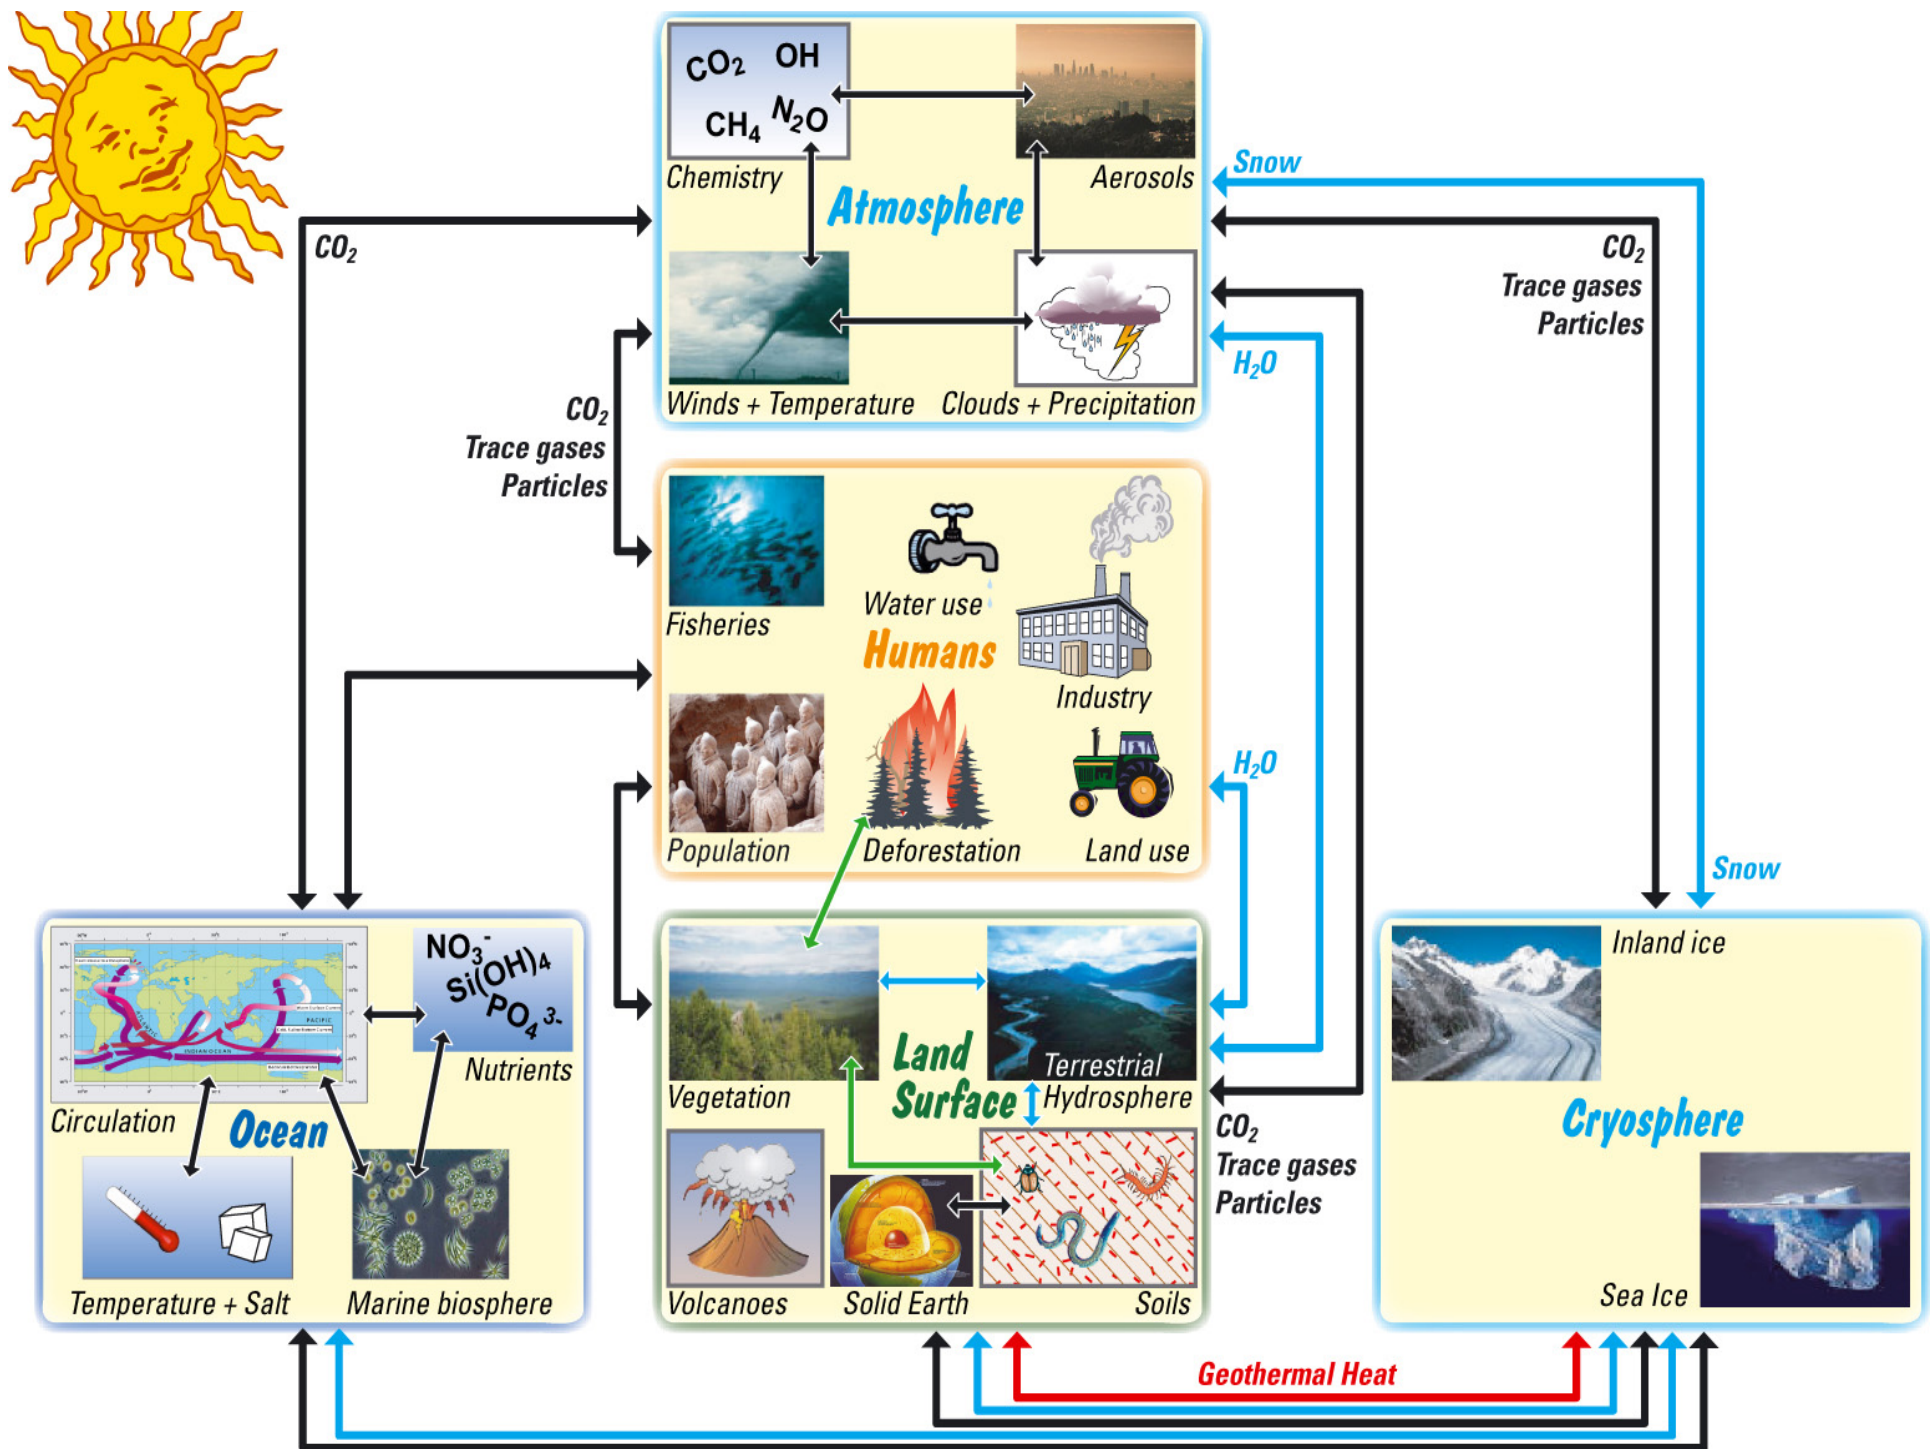 CO₂
OH
CH₄
N₂O
Chemistry
Aerosols
Atmosphere
Winds + Temperature
Clouds + Precipitation
CO₂
CO₂
Trace gases
Particles
Snow
CO₂
Trace gases
Particles
H₂O
Fisheries
Water use
Humans
Industry
Population
Deforestation
Land use
H₂O
Snow
NO₃⁻
Si(OH)₄
PO₄³⁻
Nutrients
PACIFIC
INDIAN OCEAN
Circulation
Ocean
Temperature + Salt
Marine biosphere
Vegetation
Land
Surface
Terrestrial
Hydrosphere
Volcanoes
Solid Earth
Soils
CO₂
Trace gases
Particles
Inland ice
Cryosphere
Sea Ice
Geothermal Heat